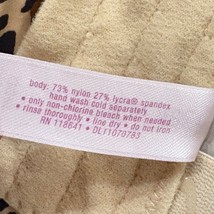 body: 73% nylon 27% lycra® spandex
hand wash cold separately
• only non-chlorine bleach when needed
• rinse thoroughly • line dry • do not iron
RN 116641 • DL11070783